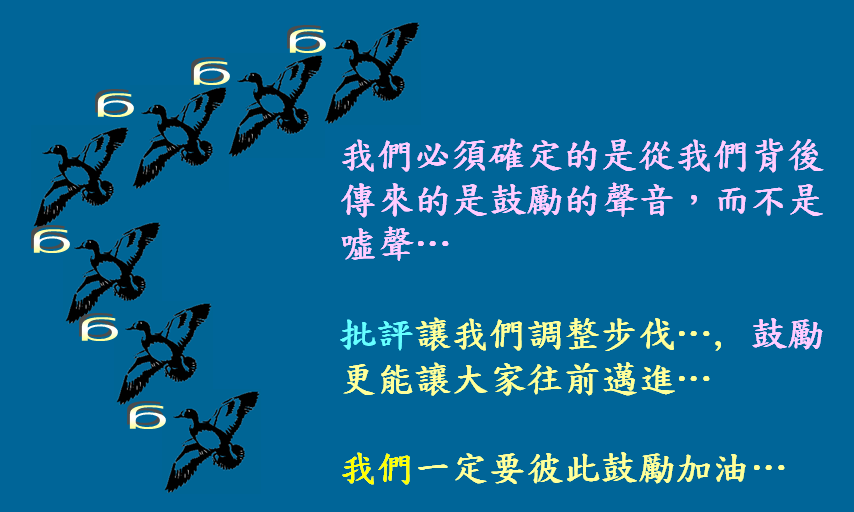 我們必須確定的是從我們背後
傳來的是鼓勵的聲音，而不是
噓聲…
批評讓我們調整步伐…, 鼓勵
更能讓大家往前邁進…
我們一定要彼此鼓勵加油…